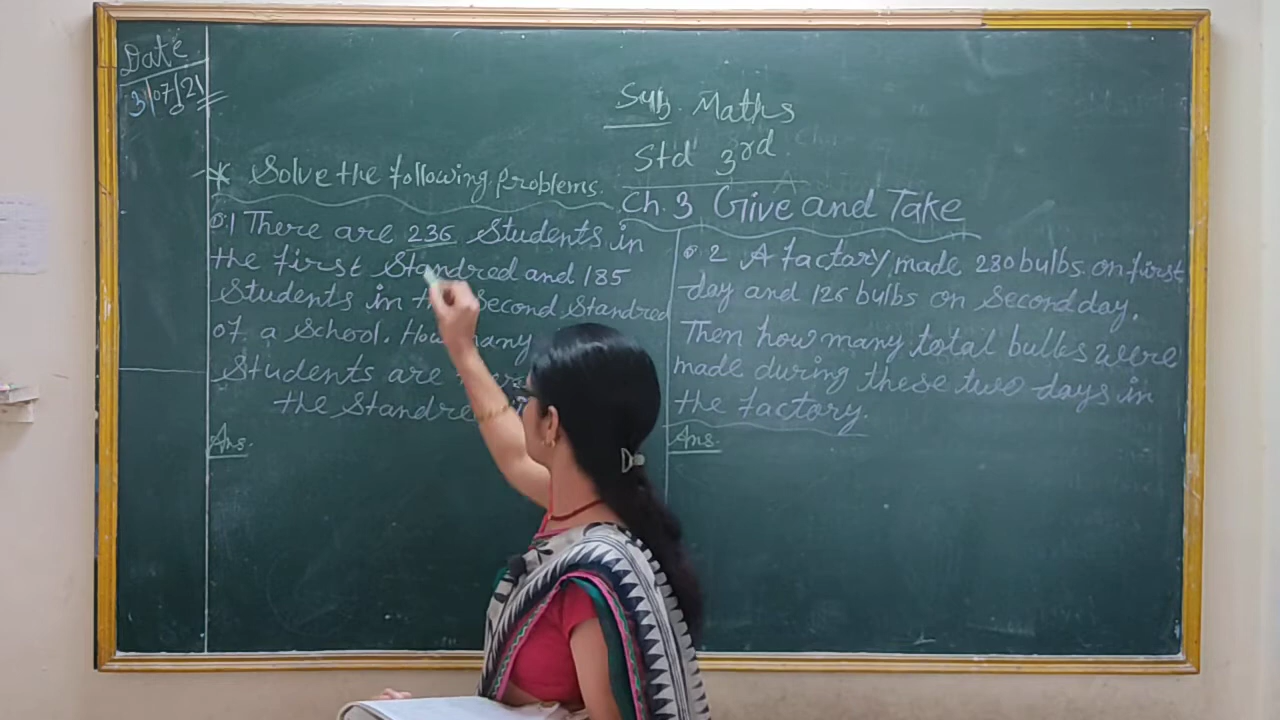 Date
3/07/21
Sub. Maths
Std 3rd
Ch. 3 Give and Take
* Solve the following problems.
Q.1 There are 236 Students in
the first Standred and 185
Students in the Second Standred
of a School. How many
Students are
the Standre
Ans.
Q.2 A factory made 280 bulbs on first
day and 126 bulbs on Second day.
Then how many total bulbs were
made during these two days in
the factory.
Ans.